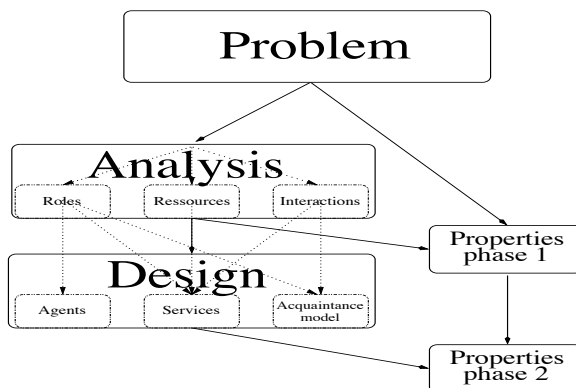 Problem
Analysis
Roles
Ressources
Interactions
Properties
phase 1
Design
Agents
Services
Acquaintance
model
Properties
phase 2